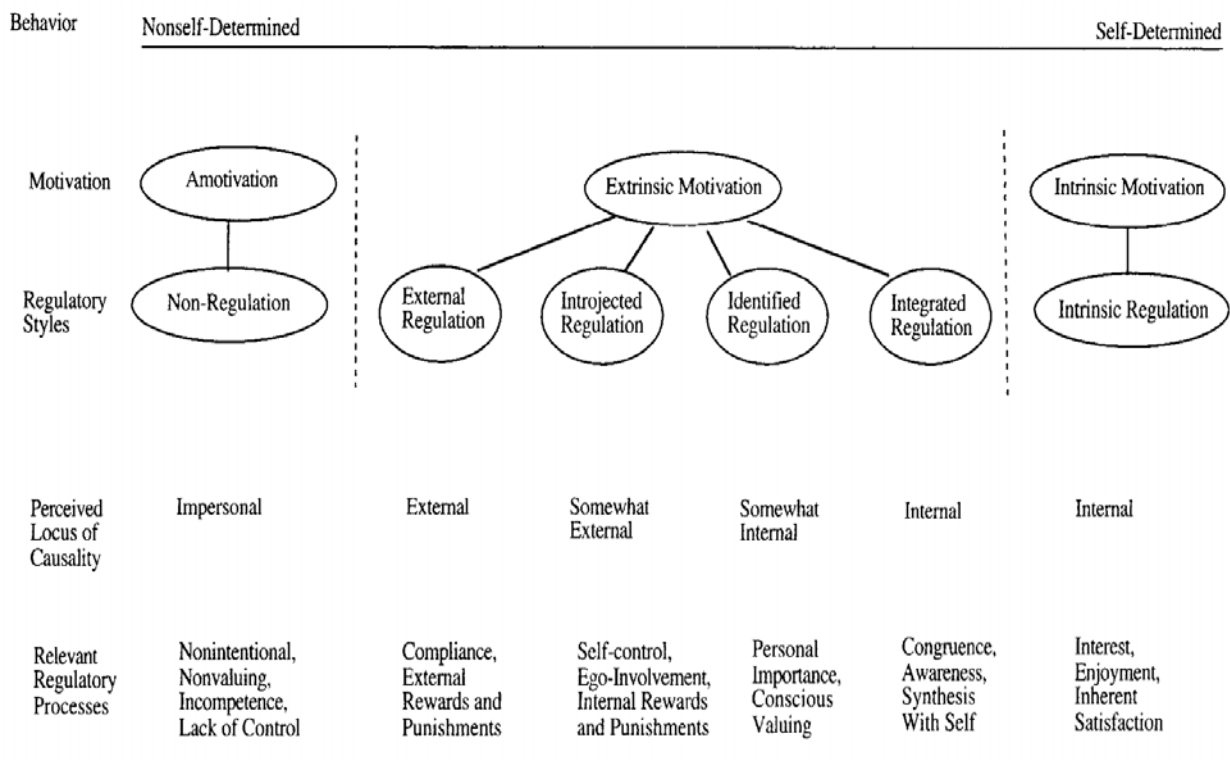 Behavior
Nonself-Determined
Self-Determined
Motivation
Amotivation
Extrinsic Motivation
Intrinsic Motivation
Regulatory
Styles
Non-Regulation
External
Regulation
Introjected
Regulation
Identified
Regulation
Integrated
Regulation
Intrinsic Regulation
Perceived
Locus of
Causality
Impersonal
External
Somewhat
External
Somewhat
Internal
Internal
Internal
Relevant
Regulatory
Processes
Nonintentional,
Nonvaluing,
Incompetence,
Lack of Control
Compliance,
External
Rewards and
Punishments
Self-control,
Ego-Involvement,
Internal Rewards
and Punishments
Personal
Importance,
Conscious
Valuing
Congruence,
Awareness,
Synthesis
With Self
Interest,
Enjoyment,
Inherent
Satisfaction